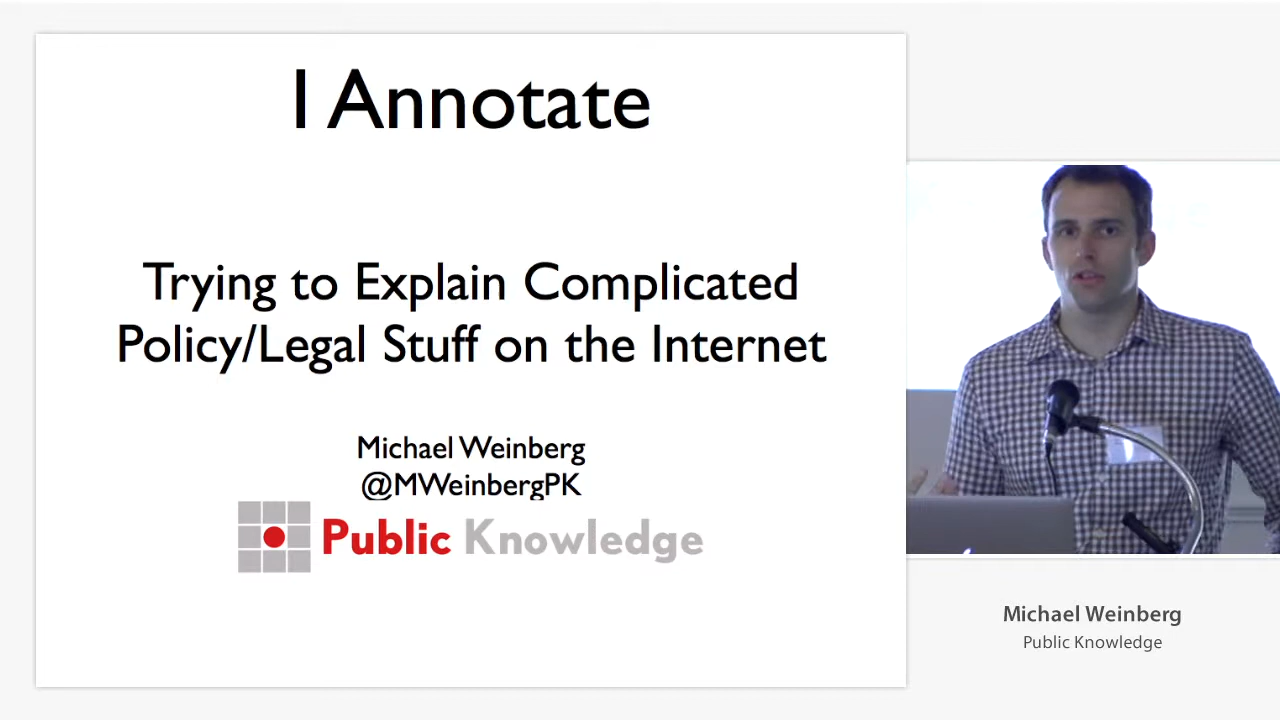 I Annotate
Trying to Explain Complicated
Policy/Legal Stuff on the Internet
Michael Weinberg
@MWeinbergPK
Public Knowledge
Michael Weinberg
Public Knowledge